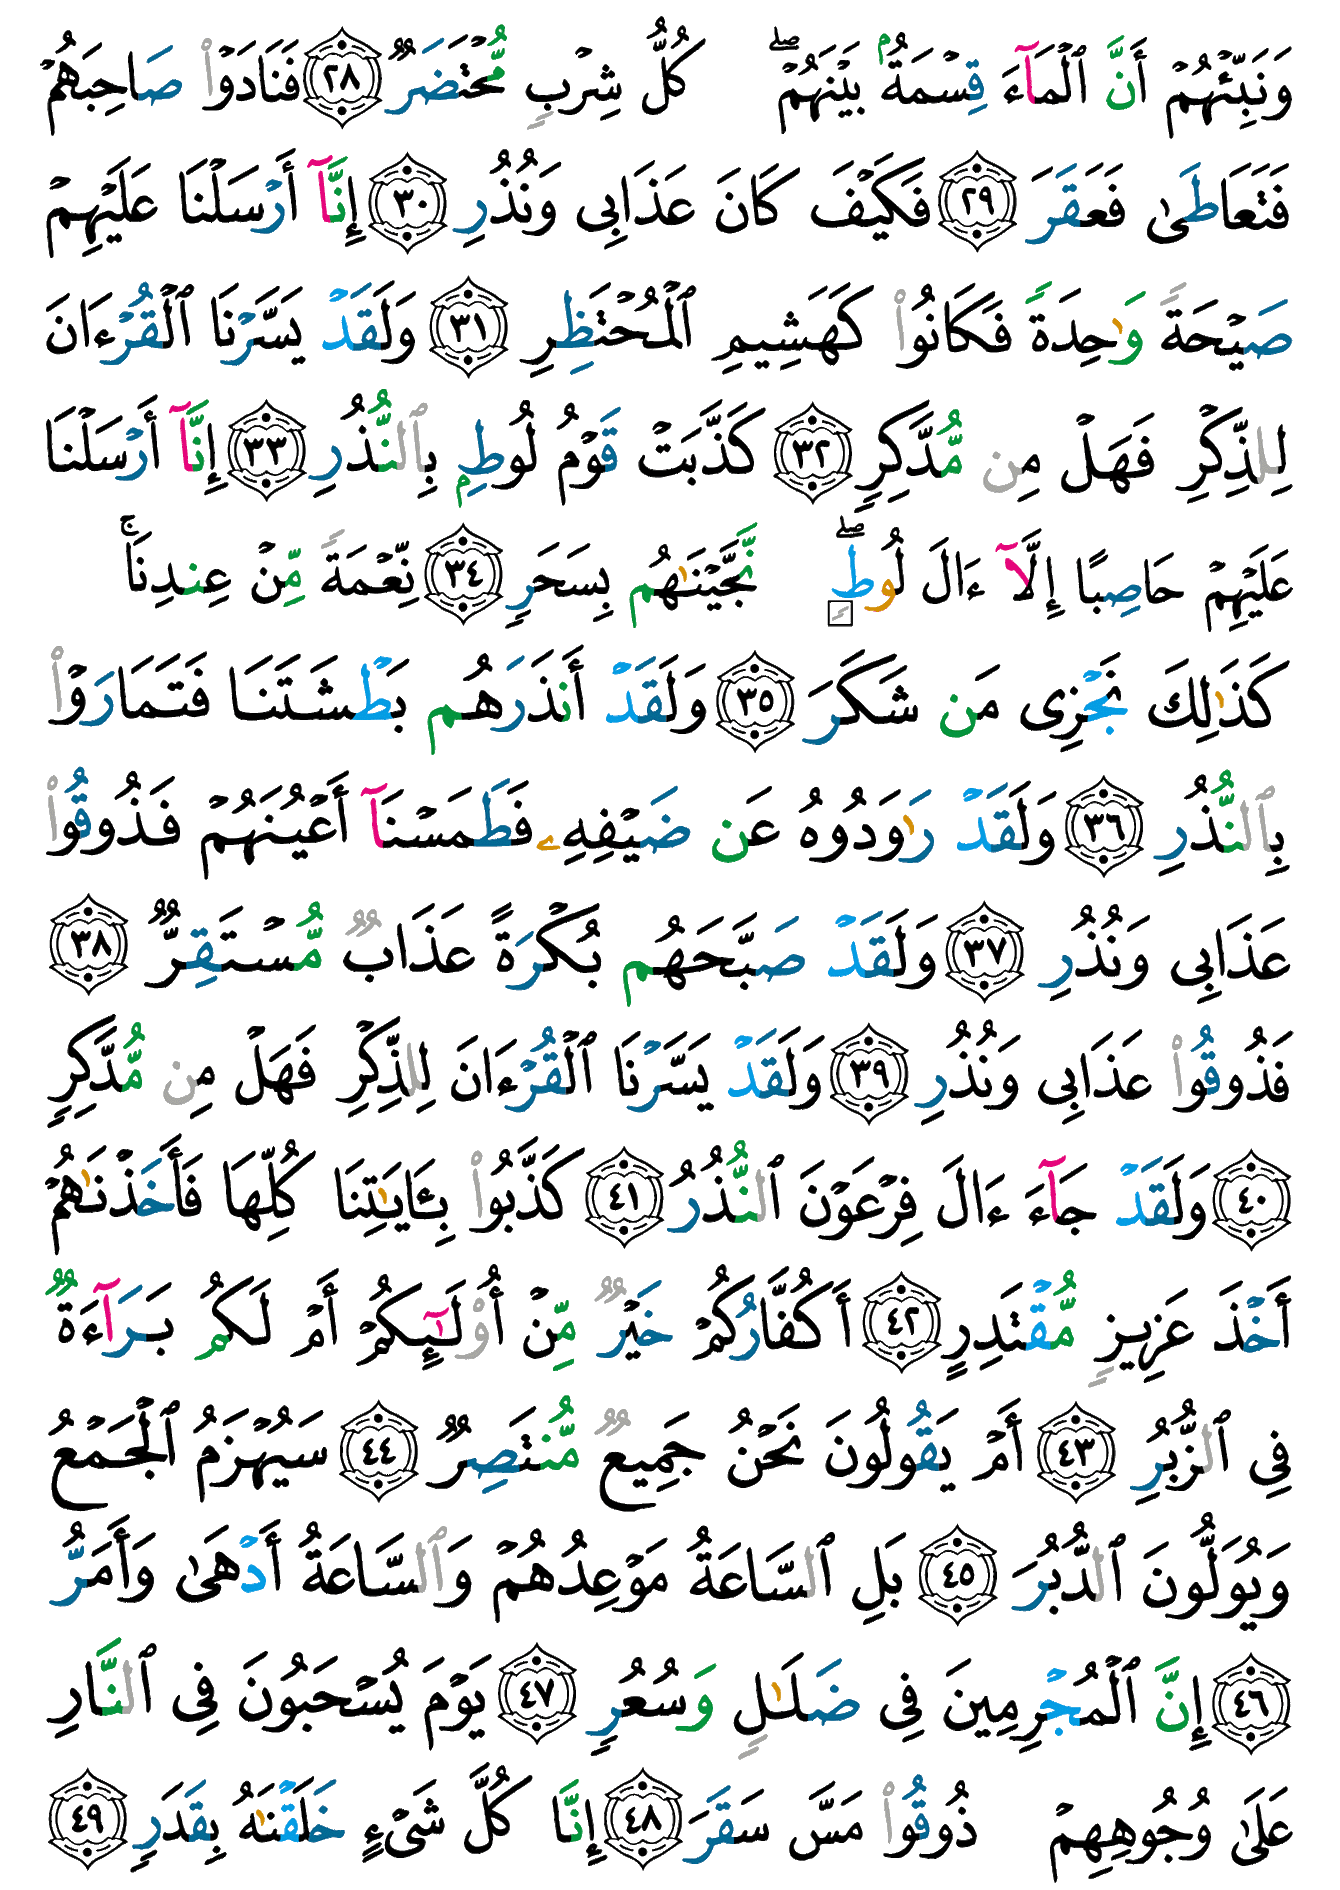 وَنَبِّئْهُمْ أَنَّ ٱلْمَآءَ قِسْمَةٌۢ بَيْنَهُمْ ۖ كُلُّ شِرْبٍ مُّحْتَضَرٌ ٢٨ فَنَادَوْا۟ صَاحِبَهُمْ
فَتَعَاطَىٰ فَعَقَرَ ٢٩ فَكَيْفَ كَانَ عَذَابِى وَنُذُرِ ٣٠ إِنَّآ أَرْسَلْنَا عَلَيْهِمْ
صَيْحَةً وَٰحِدَةً فَكَانُوا۟ كَهَشِيمِ ٱلْمُحْتَظِرِ ٣١ وَلَقَدْ يَسَّرْنَا ٱلْقُرْءَانَ
لِلذِّكْرِ فَهَلْ مِن مُّدَّكِرٍ ٣٢ كَذَّبَتْ قَوْمُ لُوطٍۭ بِٱلنُّذُرِ ٣٣ إِنَّآ أَرْسَلْنَا
عَلَيْهِمْ حَاصِبًا إِلَّآ ءَالَ لُوطٍ ۖ نَّجَّيْنَـٰهُم بِسَحَرٍ ٣٤ نِّعْمَةً مِّنْ عِندِنَا ۚ
كَذَٰلِكَ نَجْزِى مَن شَكَرَ ٣٥ وَلَقَدْ أَنذَرَهُم بَطْشَتَنَا فَتَمَارَوْا۟
بِٱلنُّذُرِ ٣٦ وَلَقَدْ رَٰوَدُوهُ عَن ضَيْفِهِۦ فَطَمَسْنَآ أَعْيُنَهُمْ فَذُوقُوا۟
عَذَابِى وَنُذُرِ ٣٧ وَلَقَدْ صَبَّحَهُم بُكْرَةً عَذَابٌ مُّسْتَقِرٌّ ٣٨
فَذُوقُوا۟ عَذَابِى وَنُذُرِ ٣٩ وَلَقَدْ يَسَّرْنَا ٱلْقُرْءَانَ لِلذِّكْرِ فَهَلْ مِن مُّدَّكِرٍ
٤٠ وَلَقَدْ جَآءَ ءَالَ فِرْعَوْنَ ٱلنُّذُرُ ٤١ كَذَّبُوا۟ بِـَٔايَـٰتِنَا كُلِّهَا فَأَخَذْنَـٰهُمْ
أَخْذَ عَزِيزٍ مُّقْتَدِرٍ ٤٢ أَكُفَّارُكُمْ خَيْرٌ مِّنْ أُو۟لَـٰٓئِكُمْ أَمْ لَكُم بَرَآءَةٌ
فِى ٱلزُّبُرِ ٤٣ أَمْ يَقُولُونَ نَحْنُ جَمِيعٌ مُّنتَصِرٌ ٤٤ سَيُهْزَمُ ٱلْجَمْعُ
وَيُوَلُّونَ ٱلدُّبُرَ ٤٥ بَلِ ٱلسَّاعَةُ مَوْعِدُهُمْ وَٱلسَّاعَةُ أَدْهَىٰ وَأَمَرُّ
٤٦ إِنَّ ٱلْمُجْرِمِينَ فِى ضَلَـٰلٍ وَسُعُرٍ ٤٧ يَوْمَ يُسْحَبُونَ فِى ٱلنَّارِ
عَلَىٰ وُجُوهِهِمْ ذُوقُوا۟ مَسَّ سَقَرَ ٤٨ إِنَّا كُلَّ شَىْءٍ خَلَقْنَـٰهُ بِقَدَرٍ ٤٩